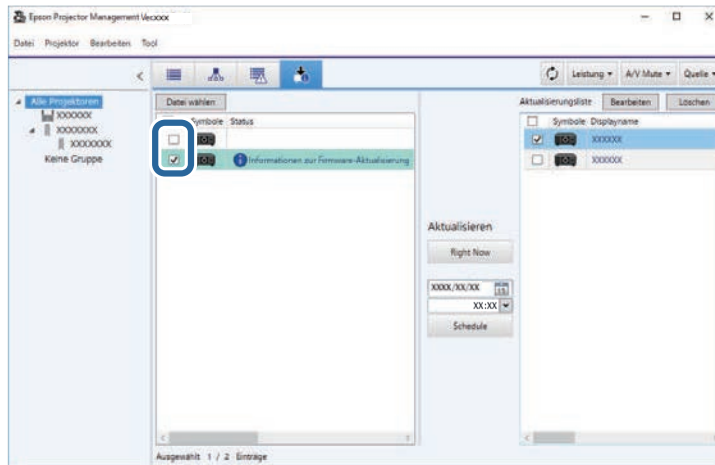 Epson Projector Management Ver.xxxx
Datei Projektor Bearbeiten Tool
Leistung A/V Mute Quelle
Alle Projektoren
XXXXXX
XXXXXXX
XXXXXXX
Keine Gruppe
Datei wählen
Symbole Status
Informationen zur Firmware-Aktualisierung
Ausgewählt 1 / 2 Einträge
Aktualisieren
Right Now
XXXX/XX/XX
XX:XX
Schedule
Aktualisierungsliste Bearbeiten Löschen
Symbole Displayname
XXXXXX
XXXXXX